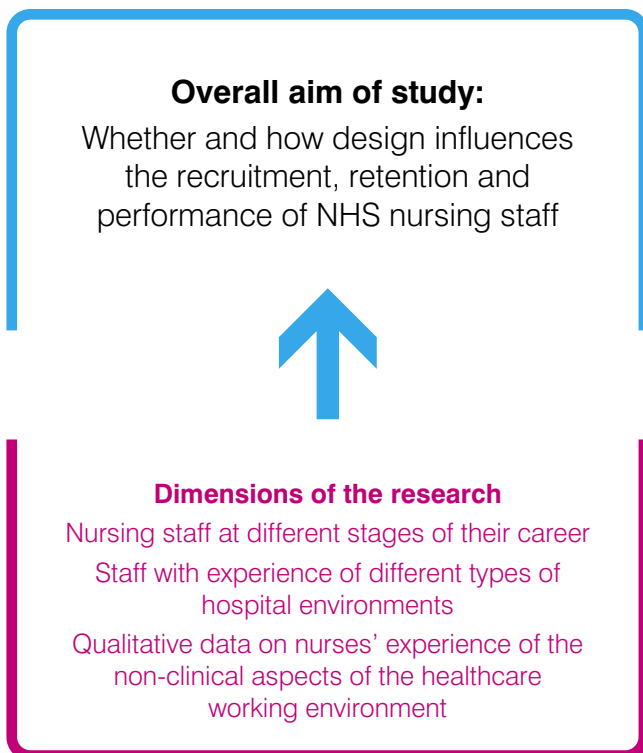 Overall aim of study:
Whether and how design influences
the recruitment, retention and
performance of NHS nursing staff
Dimensions of the research
Nursing staff at different stages of their career
Staff with experience of different types of
hospital environments
Qualitative data on nurses’ experience of the
non-clinical aspects of the healthcare
working environment